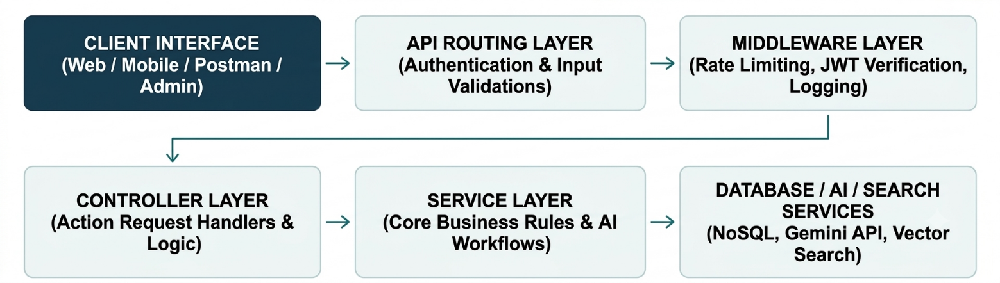 CLIENT INTERFACE
(Web / Mobile / Postman /
Admin)
API ROUTING LAYER
(Authentication & Input
Validations)
MIDDLEWARE LAYER
(Rate Limiting, JWT Verification,
Logging)
CONTROLLER LAYER
(Action Request Handlers &
Logic)
SERVICE LAYER
(Core Business Rules & AI
Workflows)
DATABASE / AI / SEARCH
SERVICES
(NoSQL, Gemini API, Vector
Search)